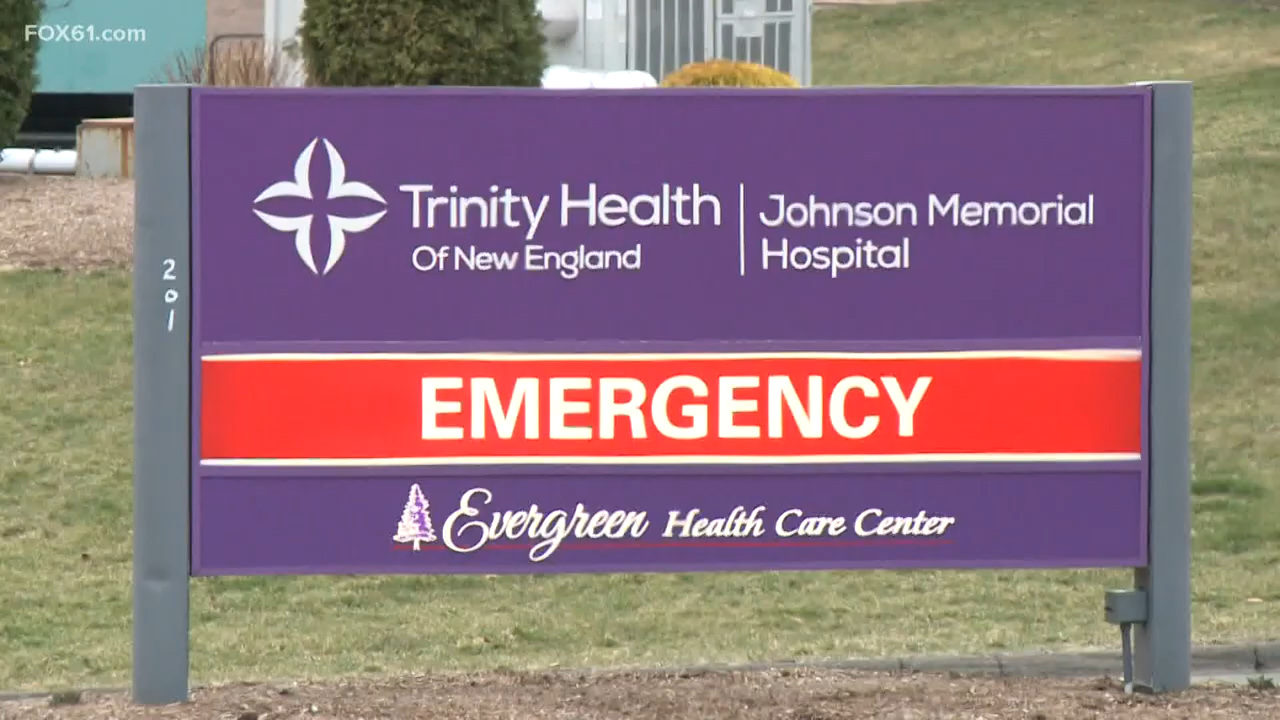 FOX61.com
Trinity Health
Of New England
Johnson Memorial
Hospital
201
EMERGENCY
Evergreen Health Care Center